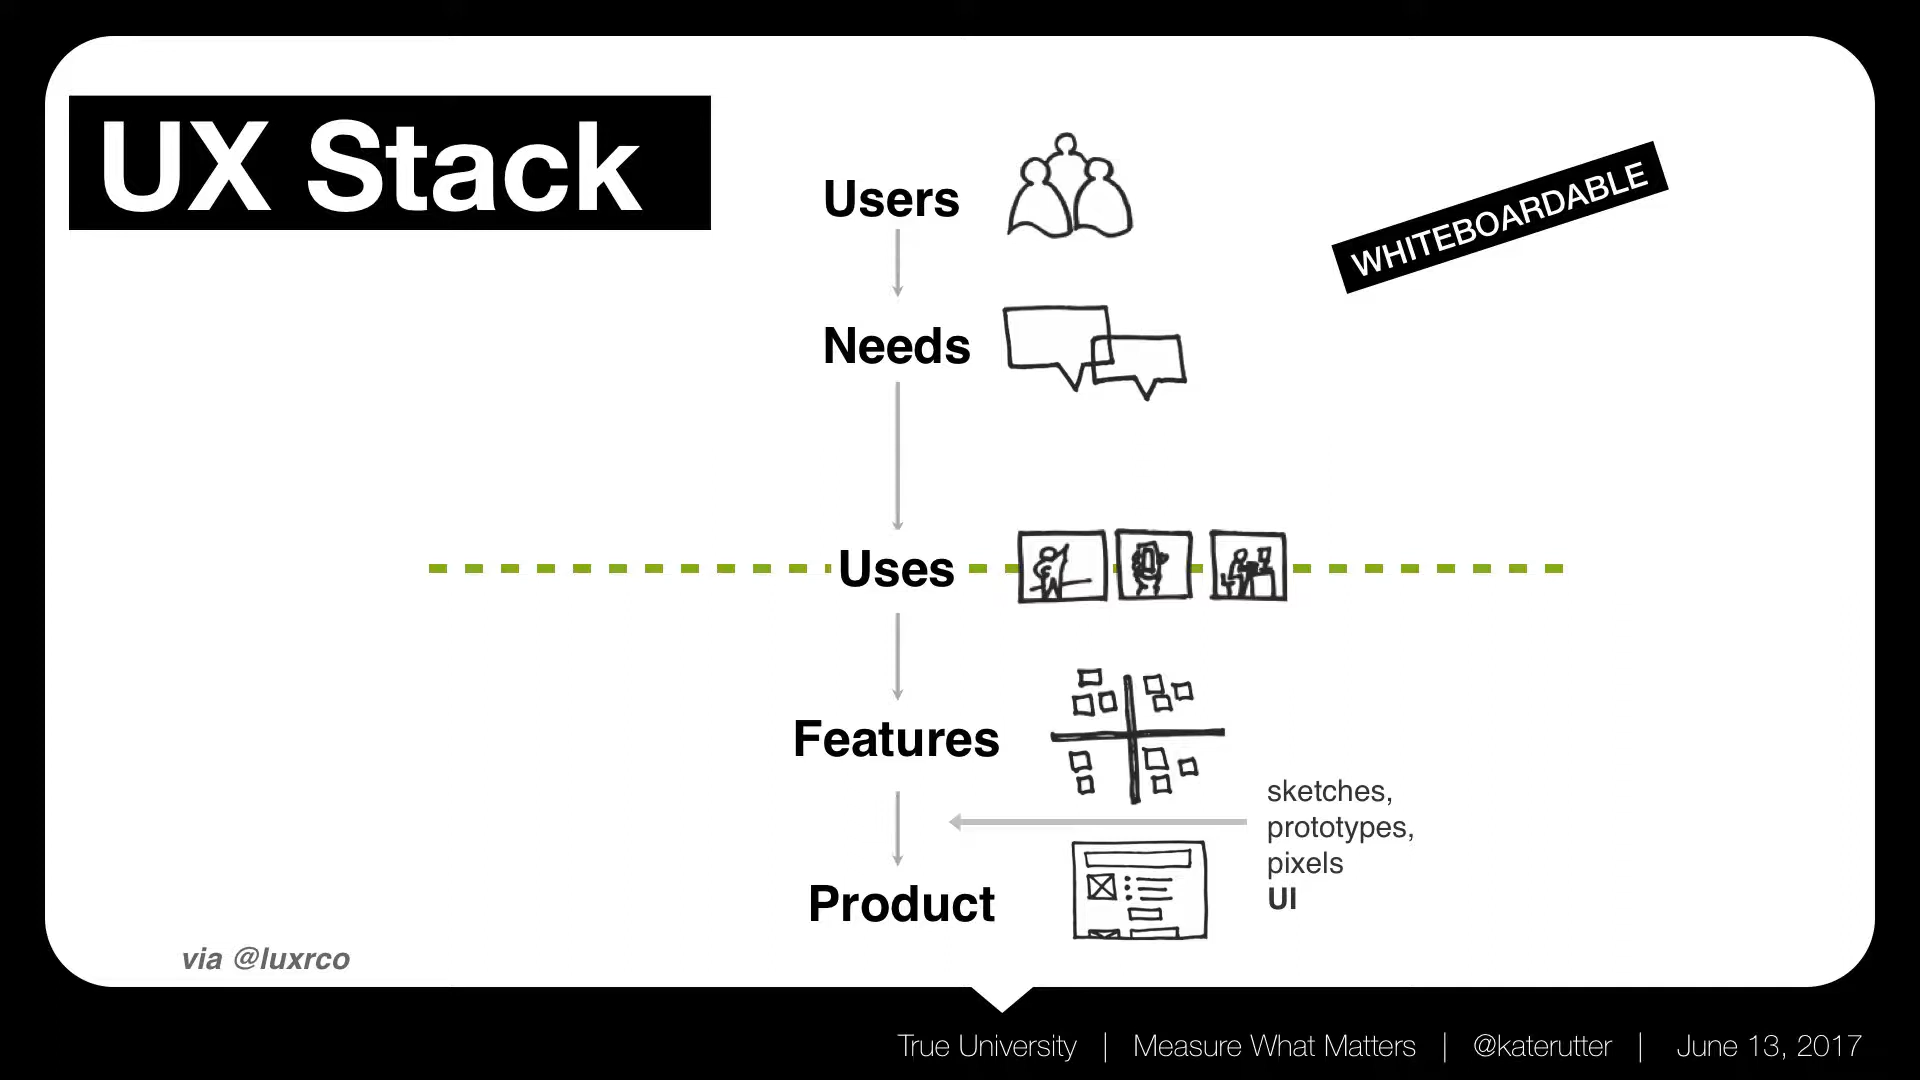 UX Stack
WHITEBOARDABLE
Users
Needs
Uses
Features
sketches,
prototypes,
pixels
UI
Product
via @luxrco
True University | Measure What Matters | @katerutter | June 13, 2017